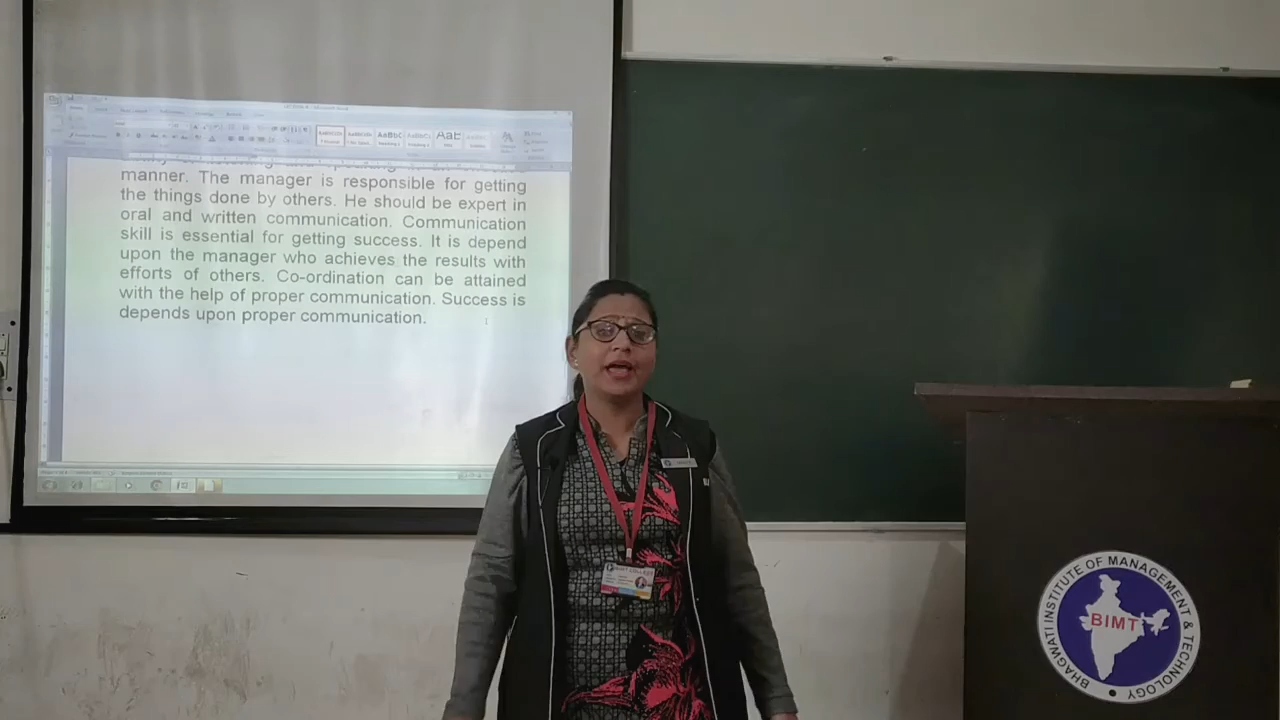 manner. The manager is responsible for getting
the things done by others. He should be expert in
oral and written communication. Communication
skill is essential for getting success. It is depend
upon the manager who achieves the results with
efforts of others. Co-ordination can be attained
with the help of proper communication. Success is
depends upon proper communication.
BIMT COLLEGE
BHAGWATI INSTITUTE OF MANAGEMENT & TECHNOLOGY
BIMT